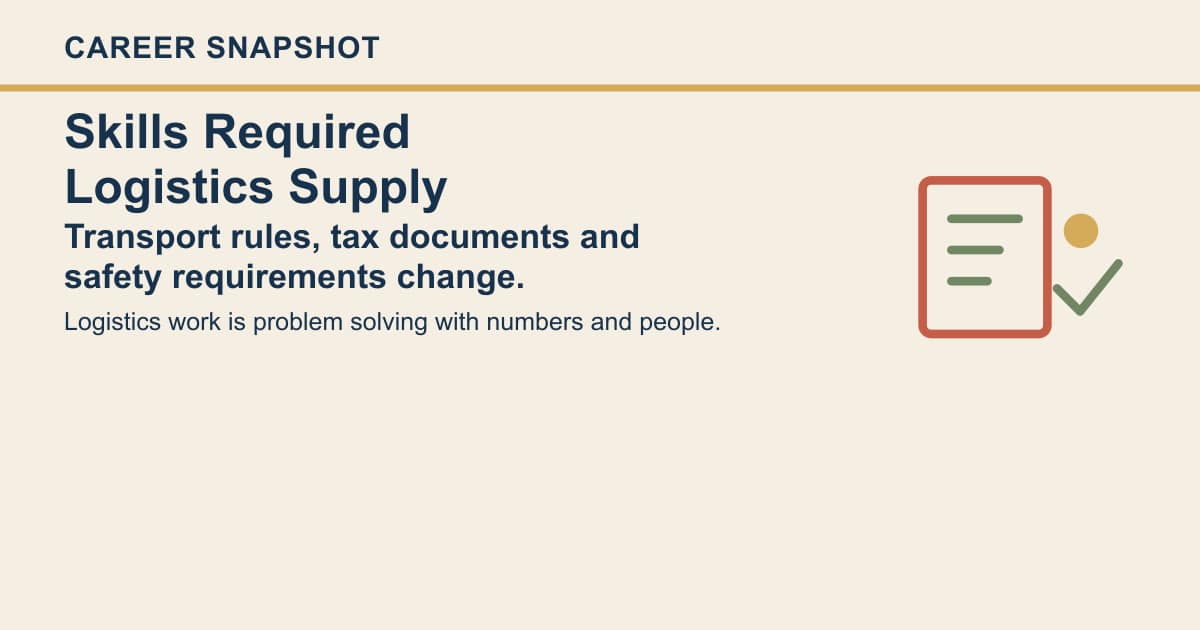 CAREER SNAPSHOT
Skills Required
Logistics Supply
Transport rules, tax documents and
safety requirements change.
Logistics work is problem solving with numbers and people.